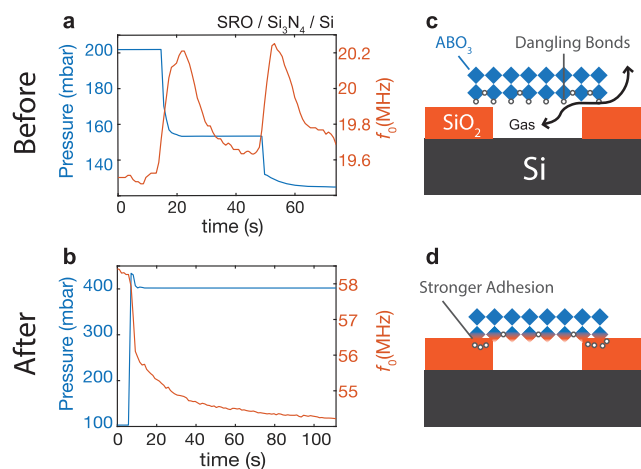 a
SRO / Si3N4 / Si
Before
Pressure (mbar)
200
180
160
140
20.2
20
19.8
19.6
f0(MHz)
0
20
40
60
time (s)
c
ABO3
Dangling Bonds
SiO2
Gas
Si
b
After
Pressure (mbar)
400
300
200
100
58
57
56
55
f0(MHz)
0
20
40
60
80
100
time (s)
d
Stronger Adhesion